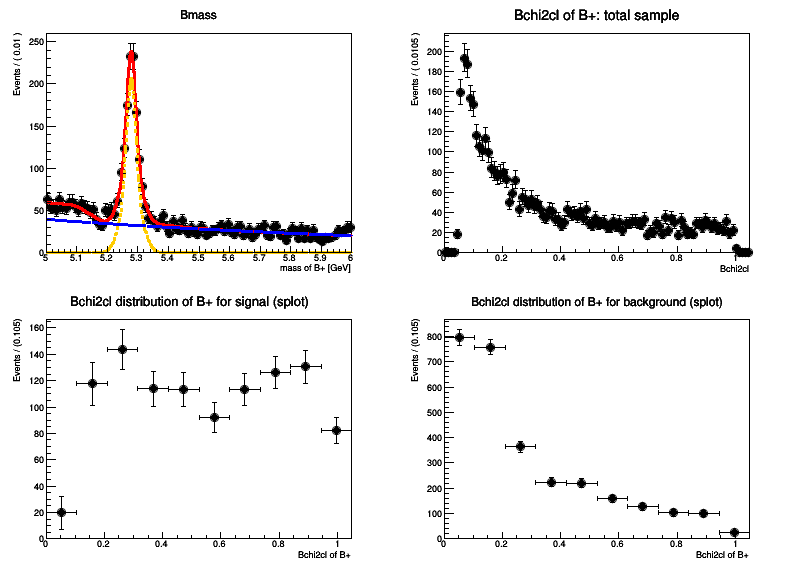 Bmass
Events / ( 0.01 )
250
200
150
100
50
0
5 5.1 5.2 5.3 5.4 5.5 5.6 5.7 5.8 5.9 6
mass of B+ [GeV]
Bchi2cl of B+: total sample
Events / ( 0.0105 )
200
180
160
140
120
100
80
60
40
20
0
0 0.2 0.4 0.6 0.8 1
Bchi2cl
Bchi2cl distribution of B+ for signal (splot)
Events / (0.105)
160
140
120
100
80
60
40
20
0
0 0.2 0.4 0.6 0.8 1
Bchi2cl of B+
Bchi2cl distribution of B+ for background (splot)
Events / (0.105)
800
700
600
500
400
300
200
100
0
0 0.2 0.4 0.6 0.8 1
Bchi2cl of B+